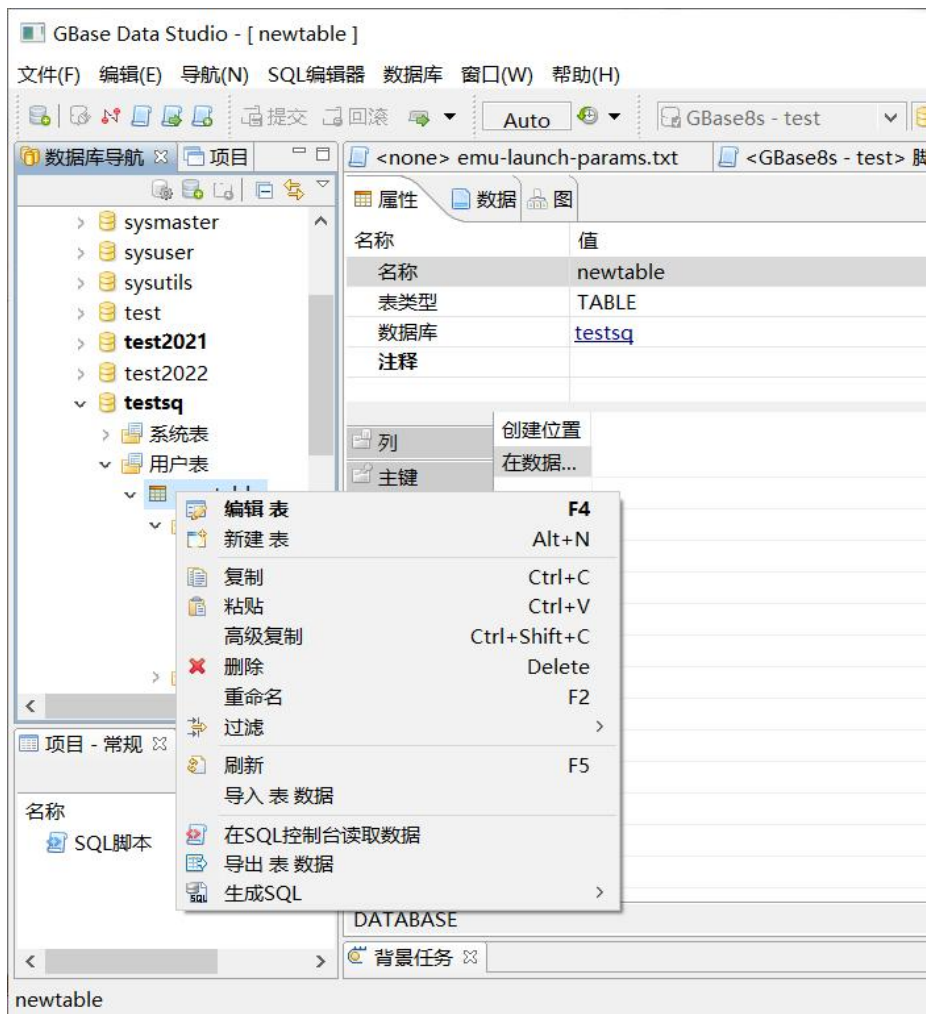 GBase Data Studio - [ newtable ]
文件(F) 编辑(E) 导航(N) SQL编辑器 数据库 窗口(W) 帮助(H)
提交 回滚 Auto GBase8s - test
数据库导航 项目 <none> emu-launch-params.txt <GBase8s - test>
属性 数据 图
sysmaster
sysuser
sysutils
test
test2021
test2022
testsq
系统表
用户表
名称 值
名称 newtable
表类型 TABLE
数据库 testsq
注释
列
主键
创建位置
在数据...
编辑 表 F4
新建 表 Alt+N
复制 Ctrl+C
粘贴 Ctrl+V
高级复制 Ctrl+Shift+C
删除 Delete
重命名 F2
过滤
刷新 F5
导入 表 数据
在SQL控制台读取数据
导出 表 数据
生成SQL
项目 - 常规
名称
SQL脚本
DATABASE
背景任务
newtable